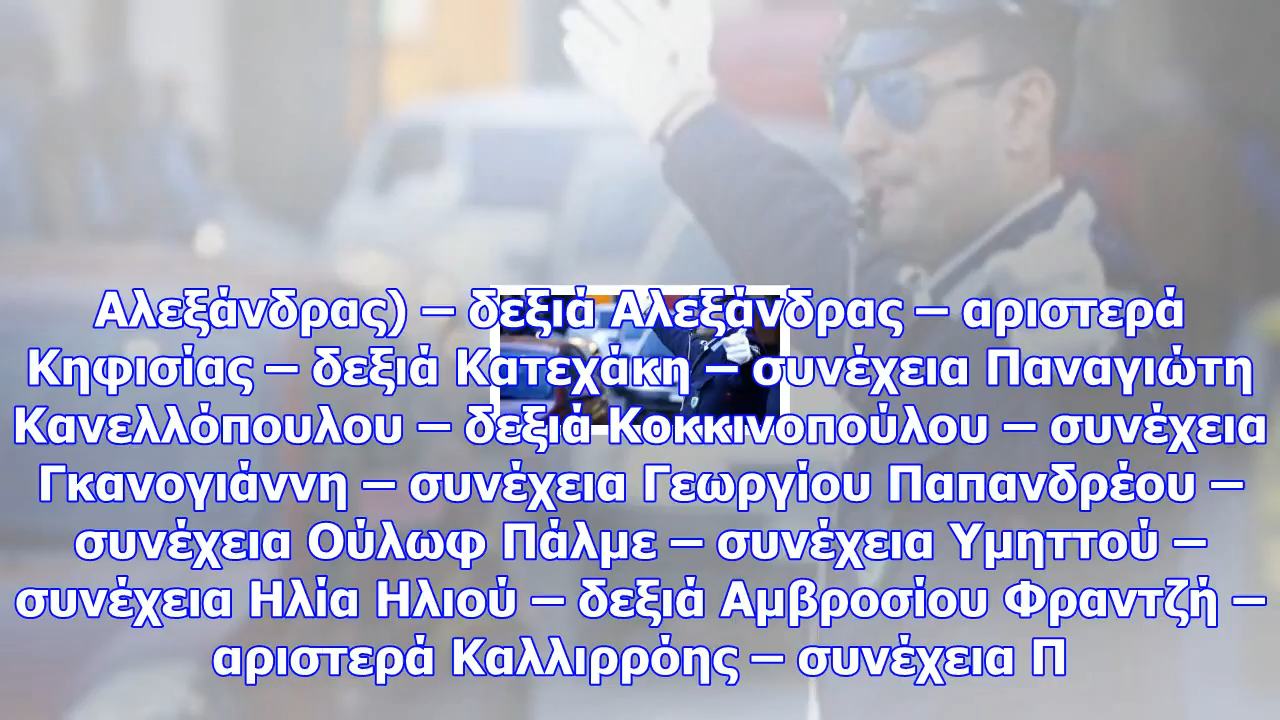 Αλεξάνδρας) – δεξιά Αλεξάνδρας – αριστερά
Κηφισίας – δεξιά Κατεχάκη – συνέχεια Παναγιώτη
Κανελλόπουλου – δεξιά Κοκκινοπούλου – συνέχεια
Γκανογιάννη – συνέχεια Γεωργίου Παπανδρέου –
συνέχεια Ούλωφ Πάλμε – συνέχεια Υμηττού –
συνέχεια Ηλία Ηλιού – δεξιά Αμβροσίου Φραντζή –
αριστερά Καλλιρρόης – συνέχεια Π